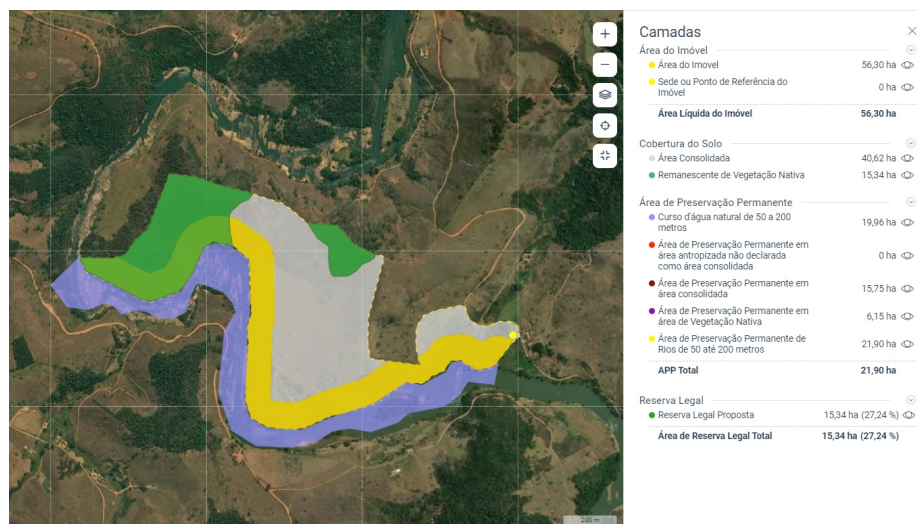 Camadas
Área do Imóvel
Área do Imovel 56,30 ha
Sede ou Ponto de Referência do
Imóvel 0 ha
Área Líquida do Imóvel 56,30 ha
Cobertura do Solo
Área Consolidada 40,62 ha
Remanescente de Vegetação Nativa 15,34 ha
Área de Preservação Permanente
Curso d'água natural de 50 a 200
metros 19,96 ha
Área de Preservação Permanente em
área antropizada não declarada
como área consolidada 0 ha
Área de Preservação Permanente em
área consolidada 15,75 ha
Área de Preservação Permanente em
área de Vegetação Nativa 6,15 ha
Área de Preservação Permanente de
Rios de 50 até 200 metros 21,90 ha
APP Total 21,90 ha
Reserva Legal
Reserva Legal Proposta 15,34 ha (27,24 %)
Área de Reserva Legal Total 15,34 ha (27,24 %)
200 m